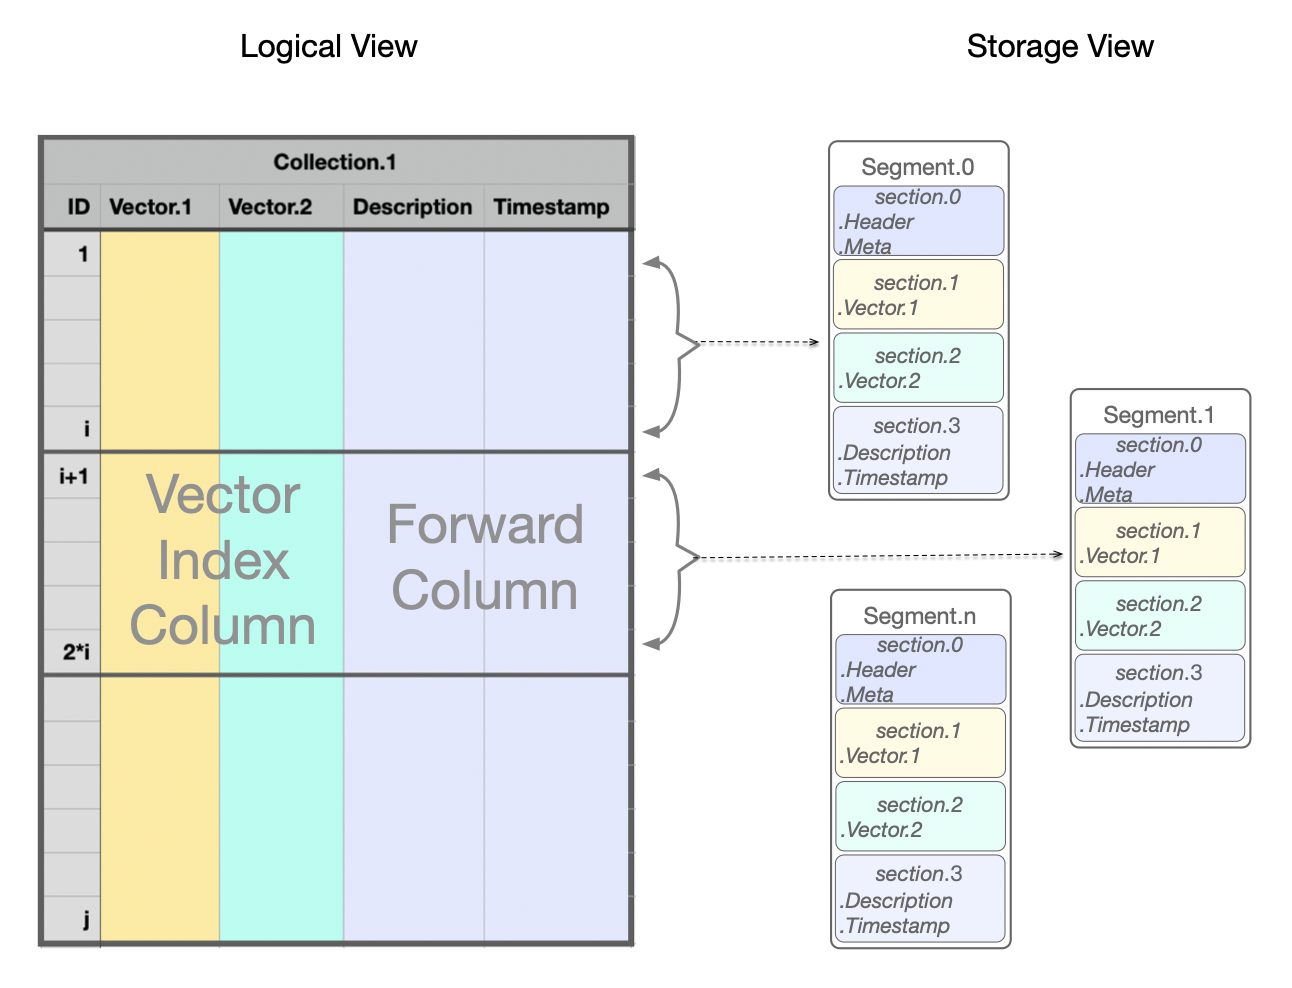 Logical View
Storage View
Collection.1
ID Vector.1 Vector.2 Description Timestamp
1
i
i+1
2*i
j
Vector
Index
Column
Forward
Column
Segment.0
section.0
.Header
.Meta
section.1
.Vector.1
section.2
.Vector.2
section.3
.Description
.Timestamp
Segment.1
section.0
.Header
.Meta
section.1
.Vector.1
section.2
.Vector.2
section.3
.Description
.Timestamp
Segment.n
section.0
.Header
.Meta
section.1
.Vector.1
section.2
.Vector.2
section.3
.Description
.Timestamp